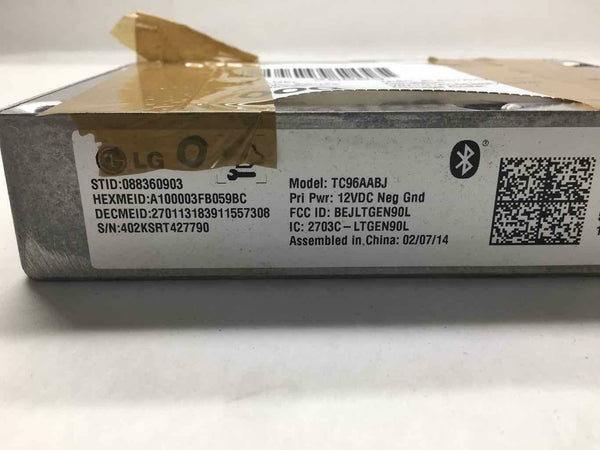 LG O
STID:088360903
HEXMEID:A100003FB059BC
DECMEID:270113183911557308
S/N:402KSRT427790
Model: TC96AABJ
Pri Pwr: 12VDC Neg Gnd
FCC ID: BEJLTGEN90L
IC: 2703C-LTGEN90L
Assembled in China: 02/07/14